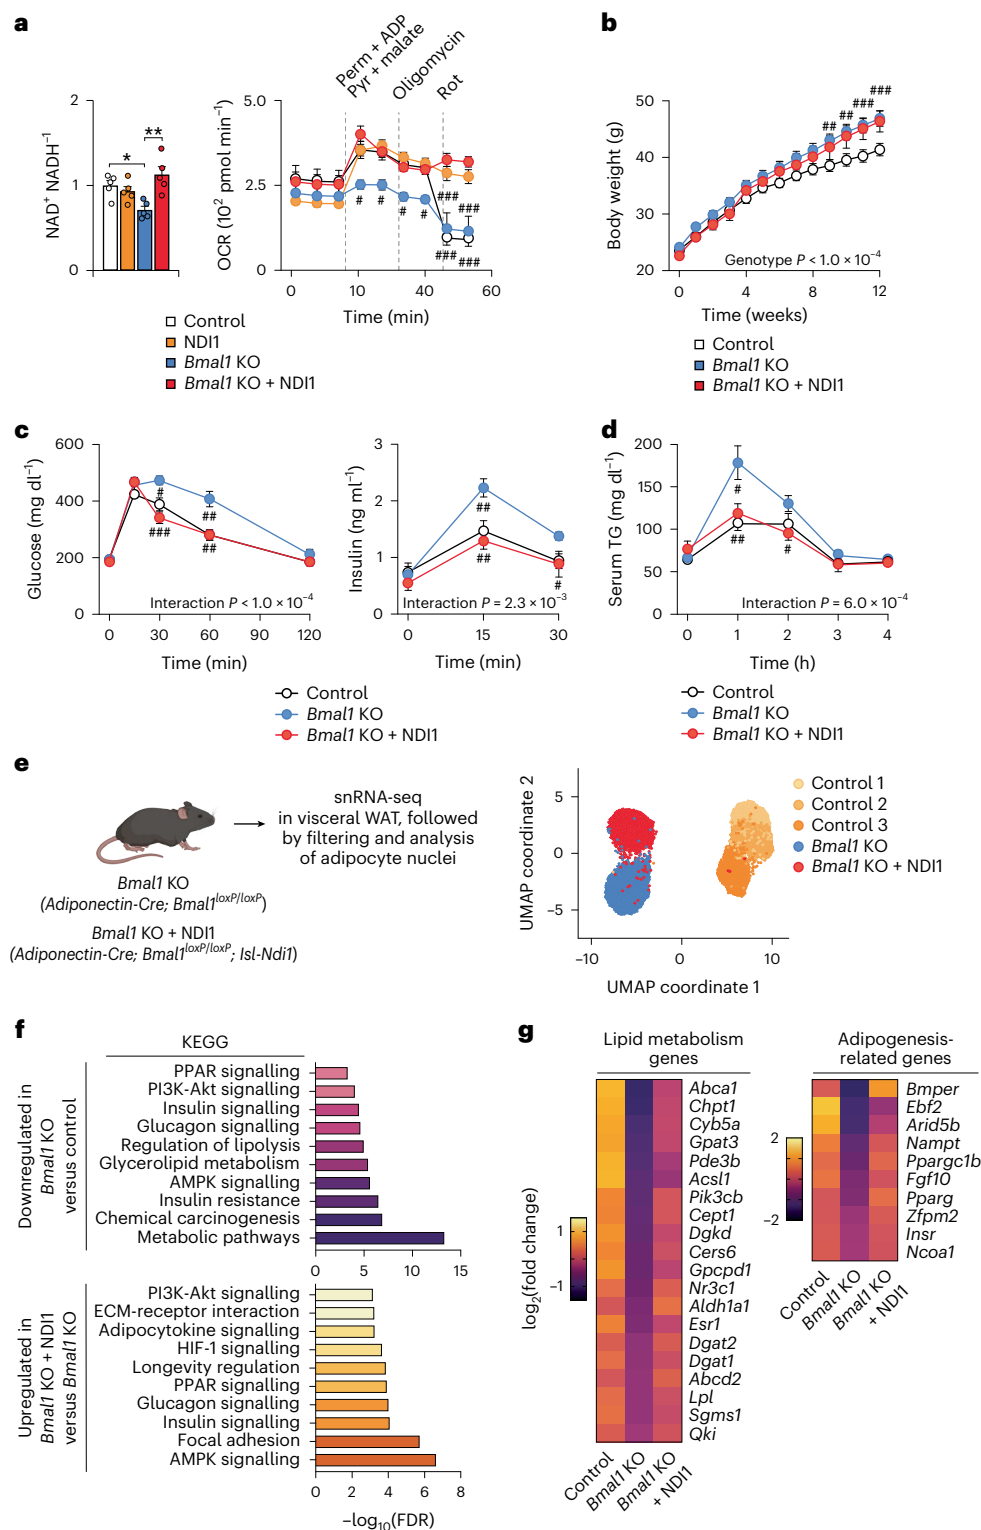 a
Perm + ADP
Pyr + malate
Oligomycin
Rot
NAD⁺ NADH⁻¹
2
1
0
*
**
OCR (10² pmol min⁻¹)
5.0
2.5
0
#
#
#
#
###
###
###
###
0
10
40
60
Time (min)
Control
NDI1
Bmal1 KO
Bmal1 KO + NDI1
b
Body weight (g)
50
40
30
20
##
##
###
###
Genotype P < 1.0 × 10⁻⁴
0
4
8
12
Time (weeks)
Control
Bmal1 KO
Bmal1 KO + NDI1
c
Glucose (mg dl⁻¹)
600
400
200
0
#
##
###
##
Interaction P < 1.0 × 10⁻⁴
0
30
60
90
120
Time (min)
Insulin (ng ml⁻¹)
3
2
1
0
##
##
#
Interaction P = 2.3 × 10⁻³
0
15
30
Time (min)
Control
Bmal1 KO
Bmal1 KO + NDI1
d
Serum TG (mg dl⁻¹)
200
150
100
50
0
#
##
#
Interaction P = 6.0 × 10⁻⁴
0
1
2
3
4
Time (h)
Control
Bmal1 KO
Bmal1 KO + NDI1
e
snRNA-seq
in visceral WAT, followed
by filtering and analysis
of adipocyte nuclei
Bmal1 KO
(Adiponectin-Cre; Bmal1^loxP/loxP)
Bmal1 KO + NDI1
(Adiponectin-Cre; Bmal1^loxP/loxP; Isl-Ndi1)
UMAP coordinate 2
5
0
−5
−10
0
10
UMAP coordinate 1
Control 1
Control 2
Control 3
Bmal1 KO
Bmal1 KO + NDI1
f
KEGG
Downregulated in
Bmal1 KO
versus control
PPAR signalling
PI3K-Akt signalling
Insulin signalling
Glucagon signalling
Regulation of lipolysis
Glycerolipid metabolism
AMPK signalling
Insulin resistance
Chemical carcinogenesis
Metabolic pathways
0
5
10
15
Upregulated in
Bmal1 KO + NDI1
versus Bmal1 KO
PI3K-Akt signalling
ECM-receptor interaction
Adipocytokine signalling
HIF-1 signalling
Longevity regulation
PPAR signalling
Glucagon signalling
Insulin signalling
Focal adhesion
AMPK signalling
0
2
4
6
8
−log₁₀(FDR)
g
Lipid metabolism
genes
log₂(fold change)
1
−1
Abca1
Chpt1
Cyb5a
Gpat3
Pde3b
Acsl1
Pik3cb
Cept1
Dgkd
Cers6
Gpcpd1
Nr3c1
Aldh1a1
Esr1
Dgat2
Dgat1
Abcd2
Lpl
Sgms1
Qki
Control
Bmal1 KO
Bmal1 KO
+ NDI1
Adipogenesis-
related genes
2
−2
Bmper
Ebf2
Arid5b
Nampt
Ppargc1b
Fgf10
Pparg
Zfpm2
Insr
Ncoa1
Control
Bmal1 KO
Bmal1 KO
+ NDI1